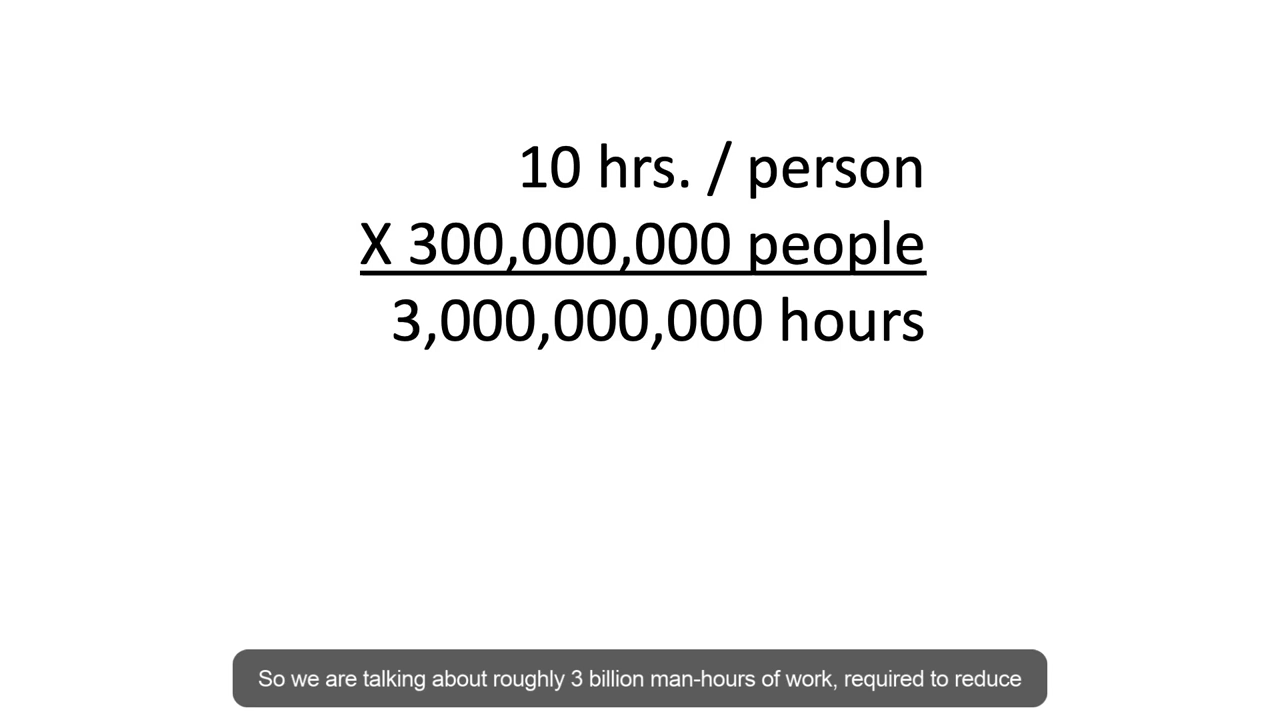 10 hrs. / person
X 300,000,000 people
3,000,000,000 hours
So we are talking about roughly 3 billion man-hours of work, required to reduce